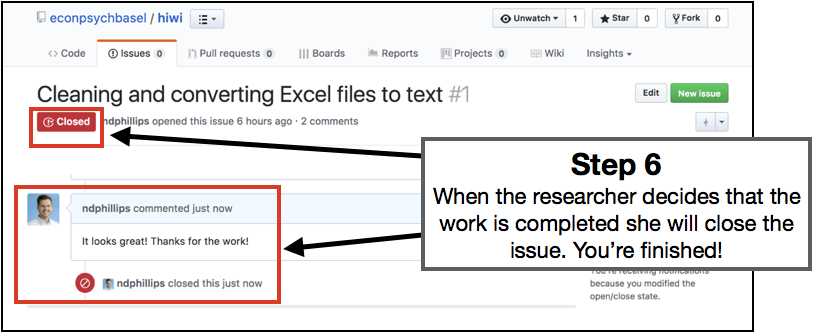 econpsychbasel / hiwi
Unwatch 1 Star 0 Fork 0
Code Issues 0 Pull requests 0 Boards Reports Projects 0 Wiki Insights
Cleaning and converting Excel files to text #1
Edit New issue
Closed ndphillips opened this issue 6 hours ago · 2 comments
Step 6
When the researcher decides that the
work is completed she will close the
issue. You’re finished!
ndphillips commented just now
It looks great! Thanks for the work!
ndphillips closed this just now
You're receiving notifications
because you modified the
open/close state.